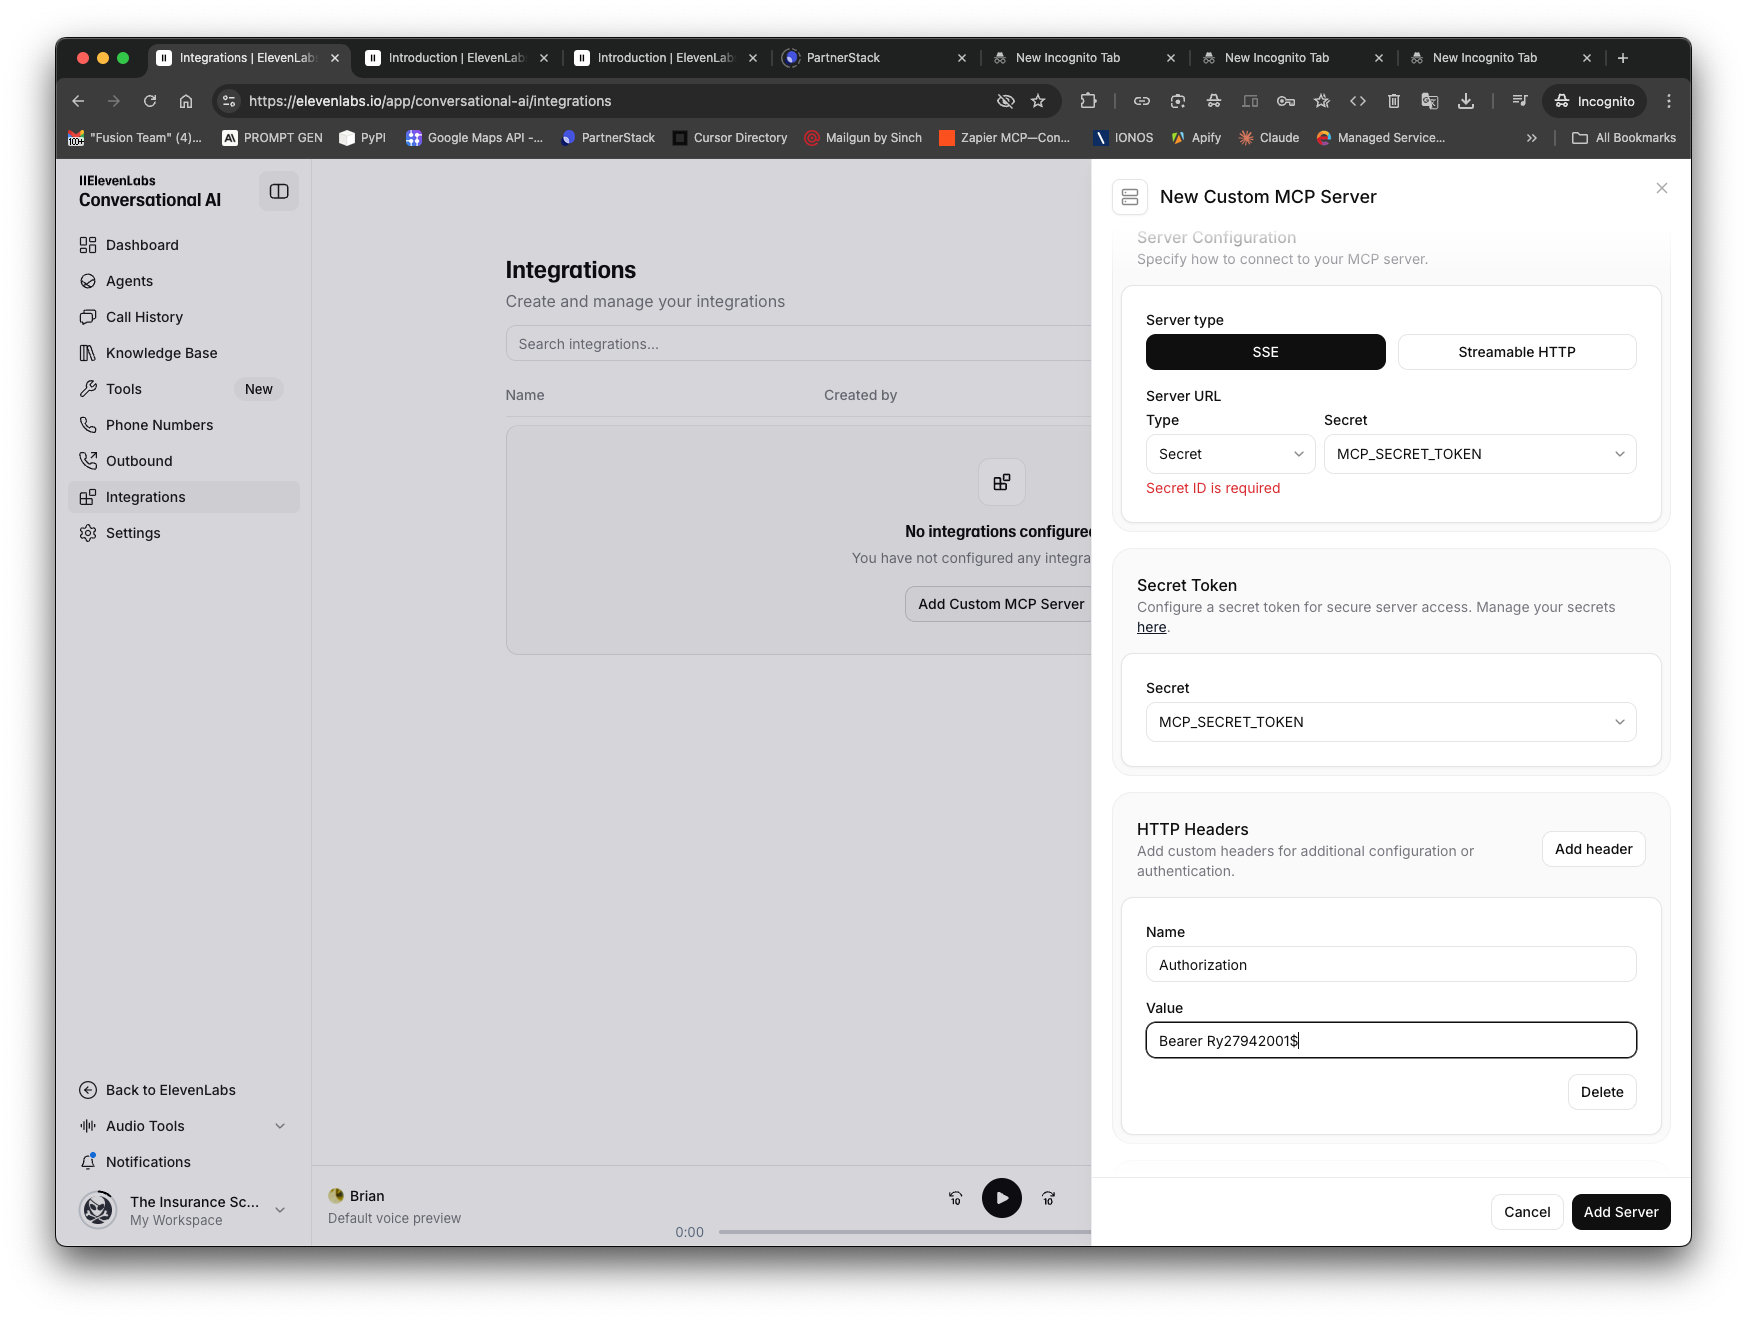 Integrations | ElevenLab
Introduction | ElevenLab
Introduction | ElevenLab
PartnerStack
New Incognito Tab
New Incognito Tab
New Incognito Tab
https://elevenlabs.io/app/conversational-ai/integrations
Incognito
"Fusion Team" (4)...
PROMPT GEN
PyPI
Google Maps API -...
PartnerStack
Cursor Directory
Mailgun by Sinch
Zapier MCP—Con...
IONOS
Apify
Claude
Managed Service...
All Bookmarks
IIElevenLabs
Conversational AI
Dashboard
Agents
Call History
Knowledge Base
Tools
New
Phone Numbers
Outbound
Integrations
Settings
Back to ElevenLabs
Audio Tools
Notifications
The Insurance Sc...
My Workspace
Integrations
Create and manage your integrations
Search integrations...
Name
Created by
No integrations configured
You have not configured any integra
Add Custom MCP Server
Brian
Default voice preview
10
10
0:00
New Custom MCP Server
Server Configuration
Specify how to connect to your MCP server.
Server type
SSE
Streamable HTTP
Server URL
Type
Secret
Secret
MCP_SECRET_TOKEN
Secret ID is required
Secret Token
Configure a secret token for secure server access. Manage your secrets
here.
Secret
MCP_SECRET_TOKEN
HTTP Headers
Add custom headers for additional configuration or
authentication.
Add header
Name
Authorization
Value
Bearer Ry27942001$
Delete
Cancel
Add Server